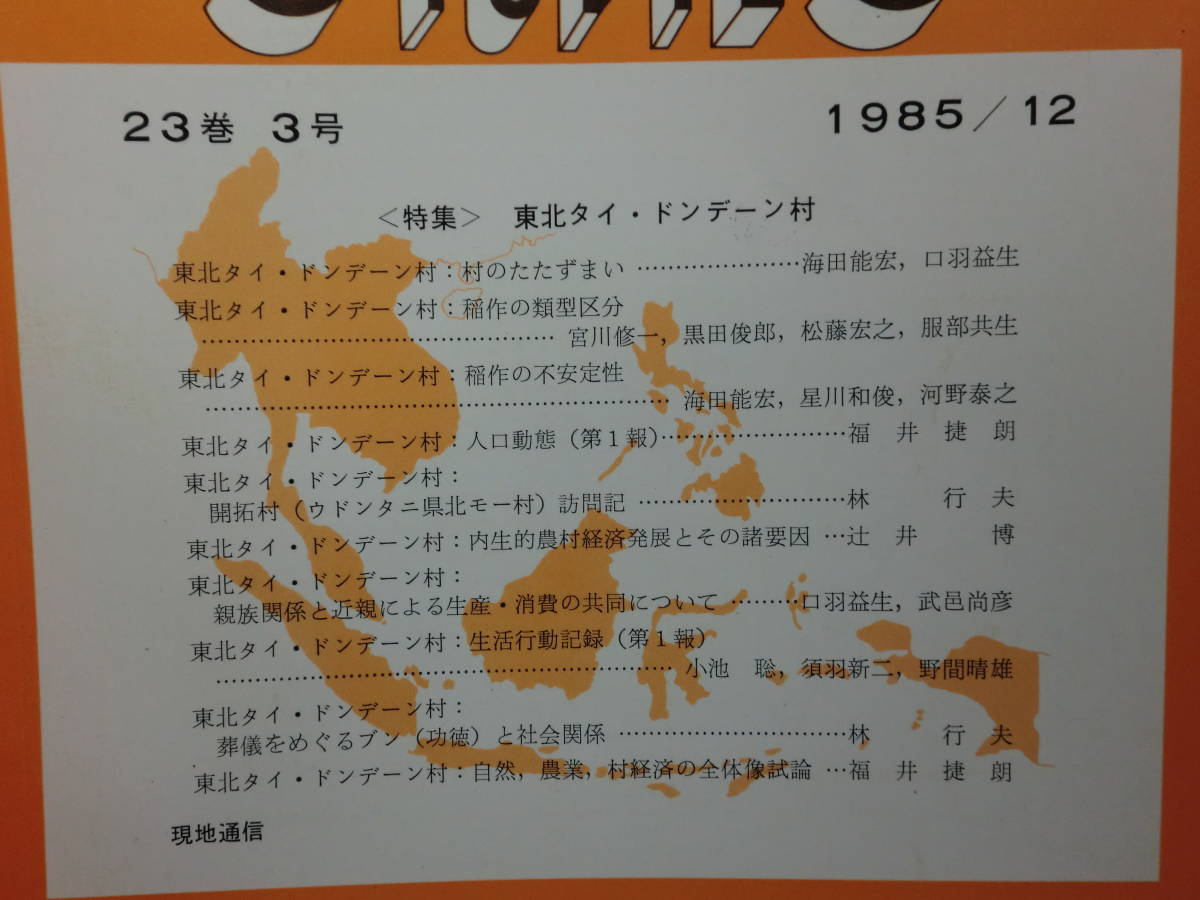 23巻 3号
1985／12
＜特集＞ 東北タイ・ドンデーン村
東北タイ・ドンデーン村：村のたたずまい …………………海田能宏，口羽益生
東北タイ・ドンデーン村：稲作の類型区分
……………………………………… 宮川修一，黒田俊郎，松藤宏之，服部共生
東北タイ・ドンデーン村：稲作の不安定性
………………………………………………… 海田能宏，星川和俊，河野泰之
東北タイ・ドンデーン村：人口動態（第1報）……………………福井捷朗
東北タイ・ドンデーン村：
開拓村（ウドンタニ県北モー村）訪問記 ………………………林 行夫
東北タイ・ドンデーン村：内生的農村経済発展とその諸要因 …辻井 博
東北タイ・ドンデーン村：
親族関係と近親による生産・消費の共同について ………口羽益生，武邑尚彦
東北タイ・ドンデーン村：生活行動記録（第1報）
………………………………………………… 小池 聡，須羽新二，野間晴雄
東北タイ・ドンデーン村：
葬儀をめぐるブン（功徳）と社会関係 …………………………林 行夫
東北タイ・ドンデーン村：自然，農業，村経済の全体像試論 …福井捷朗
現地通信